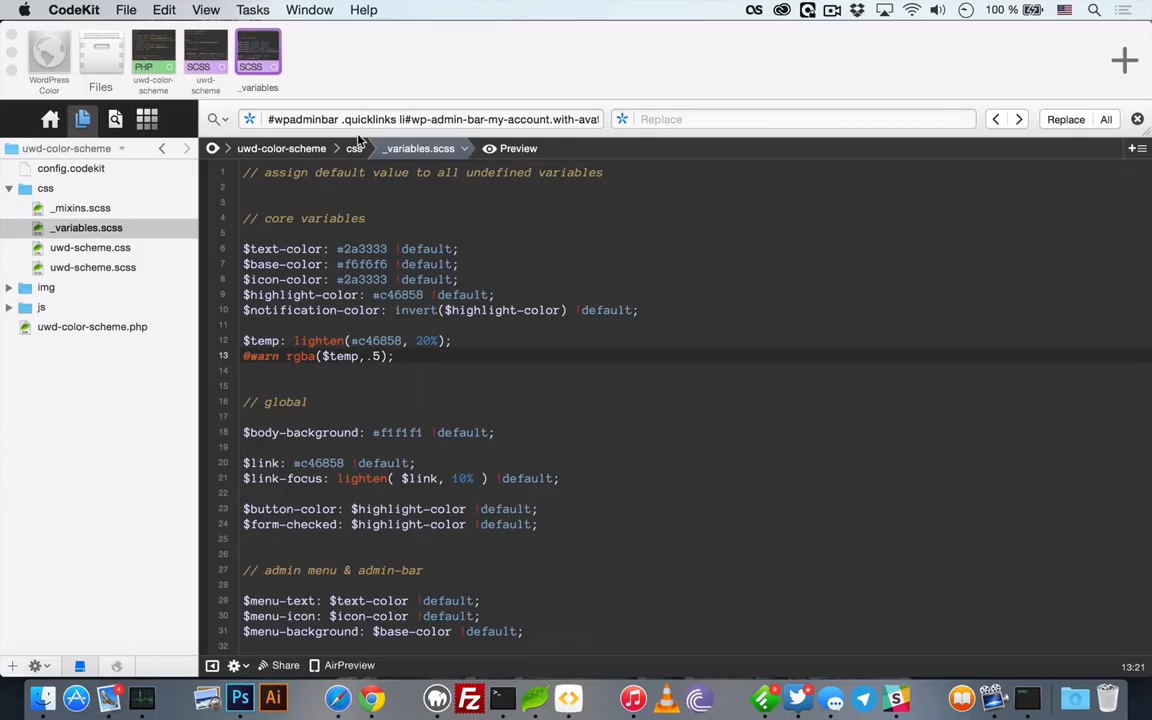 CodeKit File Edit View Tasks Window Help 100 %
WordPress Color
Files
PHP
uwd-color-scheme
SCSS
uwd-scheme
SCSS
_variables
#wpadminbar .quicklinks li#wp-admin-bar-my-account.with-avat
Replace
Replace All
uwd-color-scheme
uwd-color-scheme css _variables.scss Preview
config.codekit
css
_mixins.scss
_variables.scss
uwd-scheme.css
uwd-scheme.scss
img
js
uwd-color-scheme.php
1 // assign default value to all undefined variables
2
3
4 // core variables
5
6 $text-color: #2a3333 !default;
7 $base-color: #f6f6f6 !default;
8 $icon-color: #2a3333 !default;
9 $highlight-color: #c46858 !default;
10 $notification-color: invert($highlight-color) !default;
11
12 $temp: lighten(#c46858, 20%);
13 @warn rgba($temp,.5);
14
15
16 // global
17
18 $body-background: #f1f1f1 !default;
19
20 $link: #c46858 !default;
21 $link-focus: lighten( $link, 10% ) !default;
22
23 $button-color: $highlight-color !default;
24 $form-checked: $highlight-color !default;
25
26
27 // admin menu & admin-bar
28
29 $menu-text: $text-color !default;
30 $menu-icon: $icon-color !default;
31 $menu-background: $base-color !default;
32
Share AirPreview
13:21